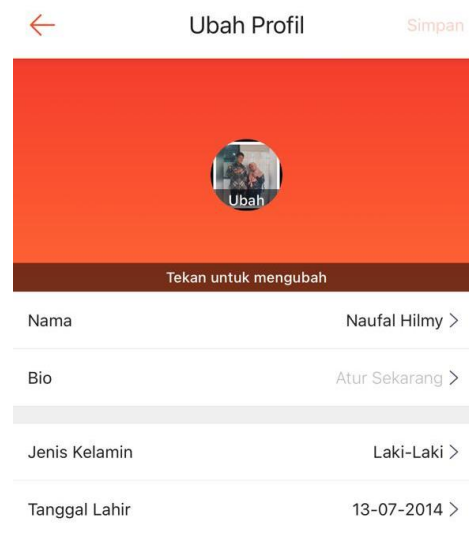 Ubah Profil Simpan
Ubah
Tekan untuk mengubah
Nama Naufal Hilmy >
Bio Atur Sekarang >
Jenis Kelamin Laki-Laki >
Tanggal Lahir 13-07-2014 >